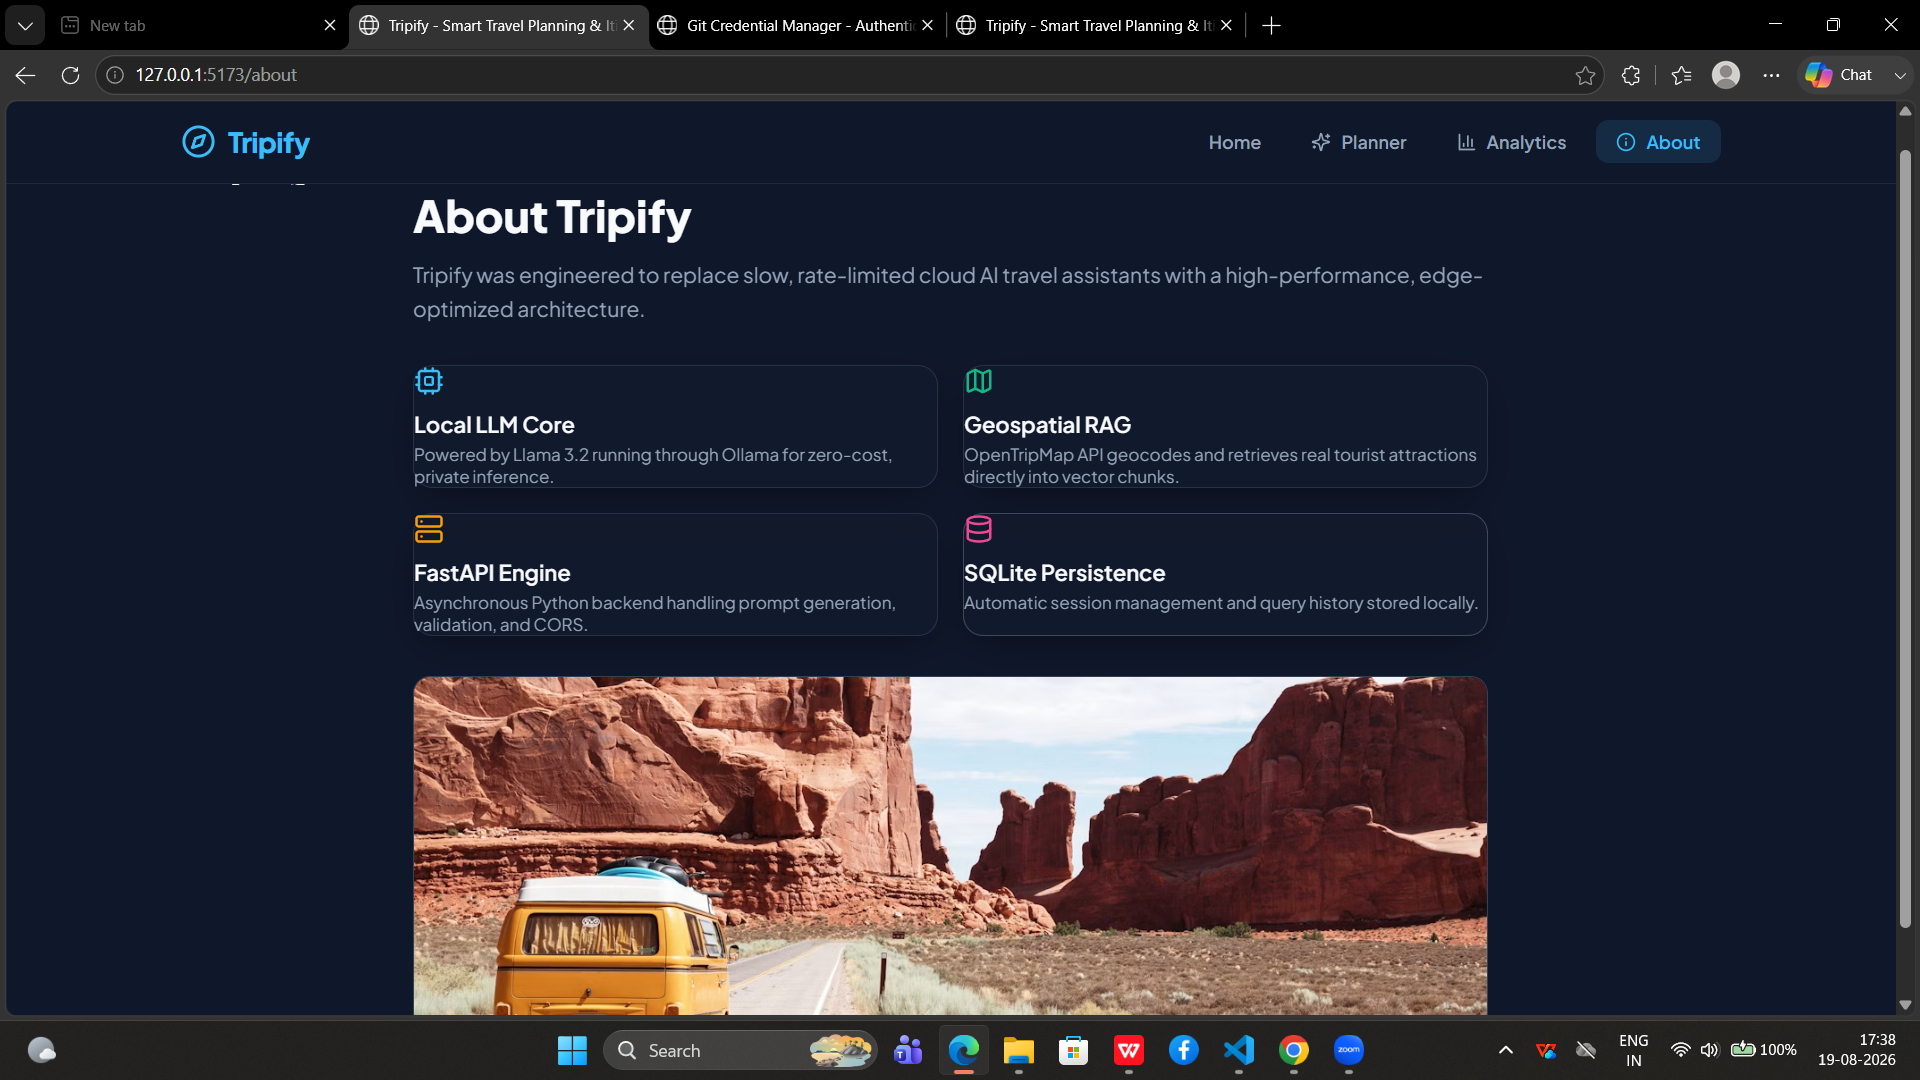 New tab
Tripify - Smart Travel Planning & Iti
Git Credential Manager - Authentic
Tripify - Smart Travel Planning & Iti
127.0.0.1:5173/about
Chat
Tripify
Home
Planner
Analytics
About
About Tripify
Tripify was engineered to replace slow, rate-limited cloud AI travel assistants with a high-performance, edge-
optimized architecture.
Local LLM Core
Powered by Llama 3.2 running through Ollama for zero-cost,
private inference.
Geospatial RAG
OpenTripMap API geocodes and retrieves real tourist attractions
directly into vector chunks.
FastAPI Engine
Asynchronous Python backend handling prompt generation,
validation, and CORS.
SQLite Persistence
Automatic session management and query history stored locally.
Search
zoom
ENG
IN
100%
17:38
19-08-2026